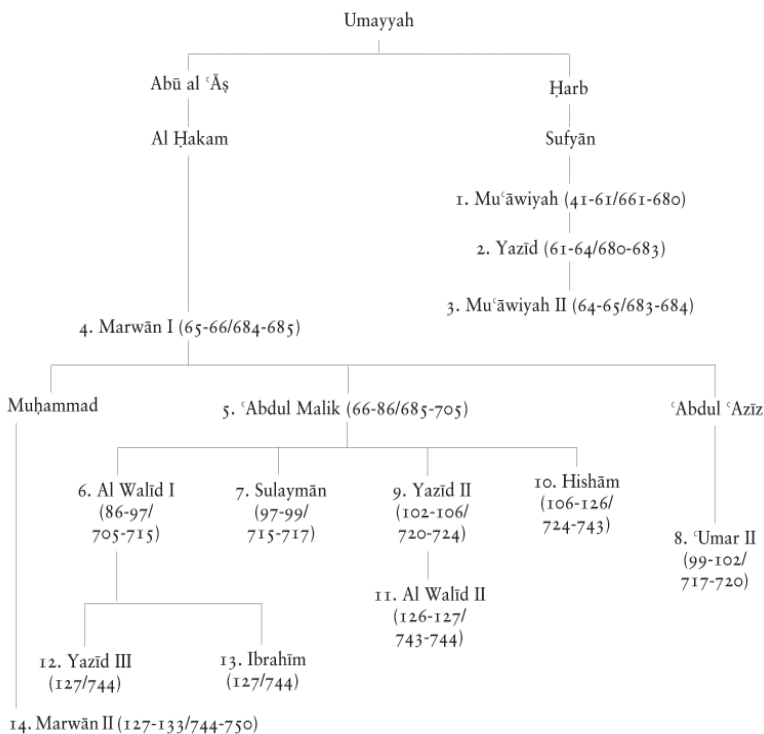 Umayyah
Abū al ʿĀṣ
Ḥarb
Al Ḥakam
Sufyān
1. Muʿāwiyah (41-61/661-680)
2. Yazīd (61-64/680-683)
3. Muʿāwiyah II (64-65/683-684)
4. Marwān I (65-66/684-685)
Muḥammad
5. ʿAbdul Malik (66-86/685-705)
ʿAbdul ʿAzīz
6. Al Walīd I
(86-97/
705-715)
7. Sulaymān
(97-99/
715-717)
9. Yazīd II
(102-106/
720-724)
10. Hishām
(106-126/
724-743)
8. ʿUmar II
(99-102/
717-720)
11. Al Walīd II
(126-127/
743-744)
12. Yazīd III
(127/744)
13. Ibrahīm
(127/744)
14. Marwān II (127-133/744-750)